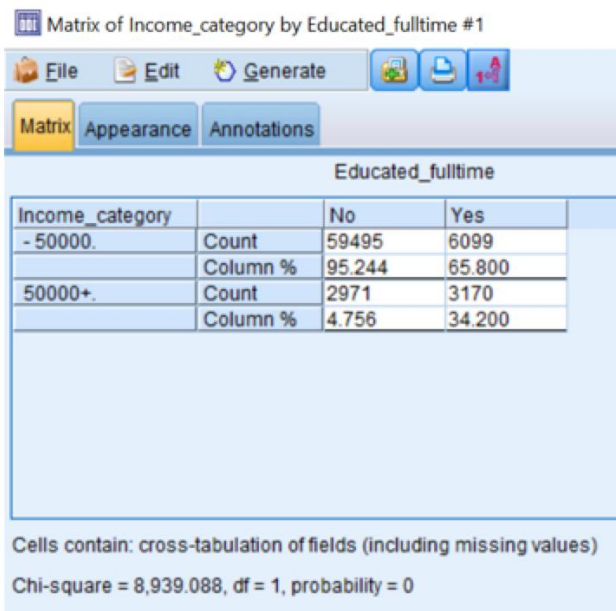 Matrix of Income_category by Educated_fulltime #1
File Edit Generate
Matrix Appearance Annotations
Educated_fulltime
Income_category No Yes
- 50000. Count 59495 6099
Column % 95.244 65.800
50000+. Count 2971 3170
Column % 4.756 34.200
Cells contain: cross-tabulation of fields (including missing values)
Chi-square = 8,939.088, df = 1, probability = 0